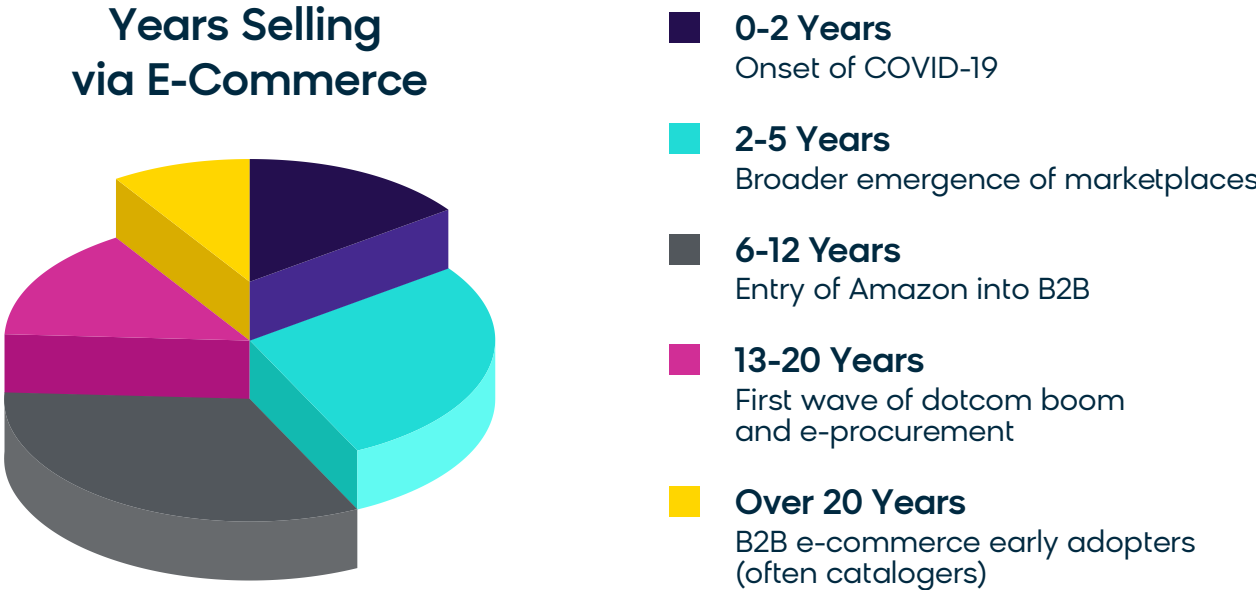 Years Selling
via E-Commerce
0-2 Years
Onset of COVID-19
2-5 Years
Broader emergence of marketplaces
6-12 Years
Entry of Amazon into B2B
13-20 Years
First wave of dotcom boom
and e-procurement
Over 20 Years
B2B e-commerce early adopters
(often catalogers)